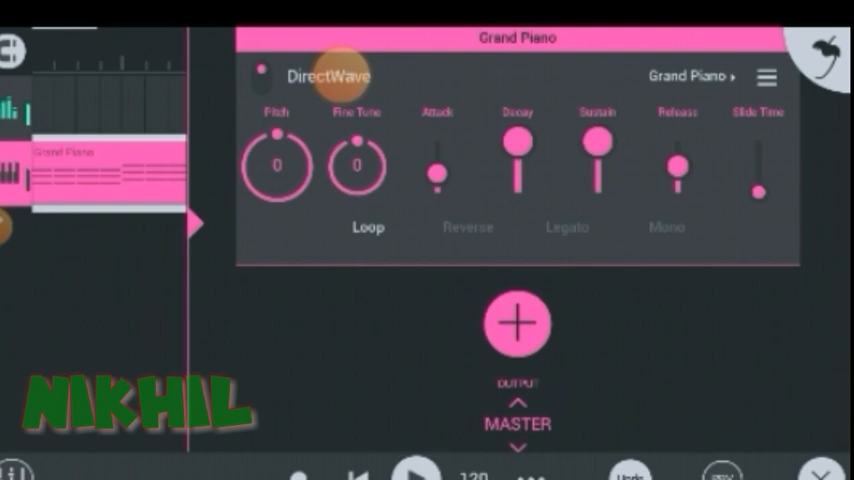 Grand Piano
DirectWave
Grand Piano
Pitch Fine Tune Attack Decay Sustain Release Slide Time
0 0
Grand Piano
Loop Reverse Legato Mono
OUTPUT
MASTER
NIKHIL
120